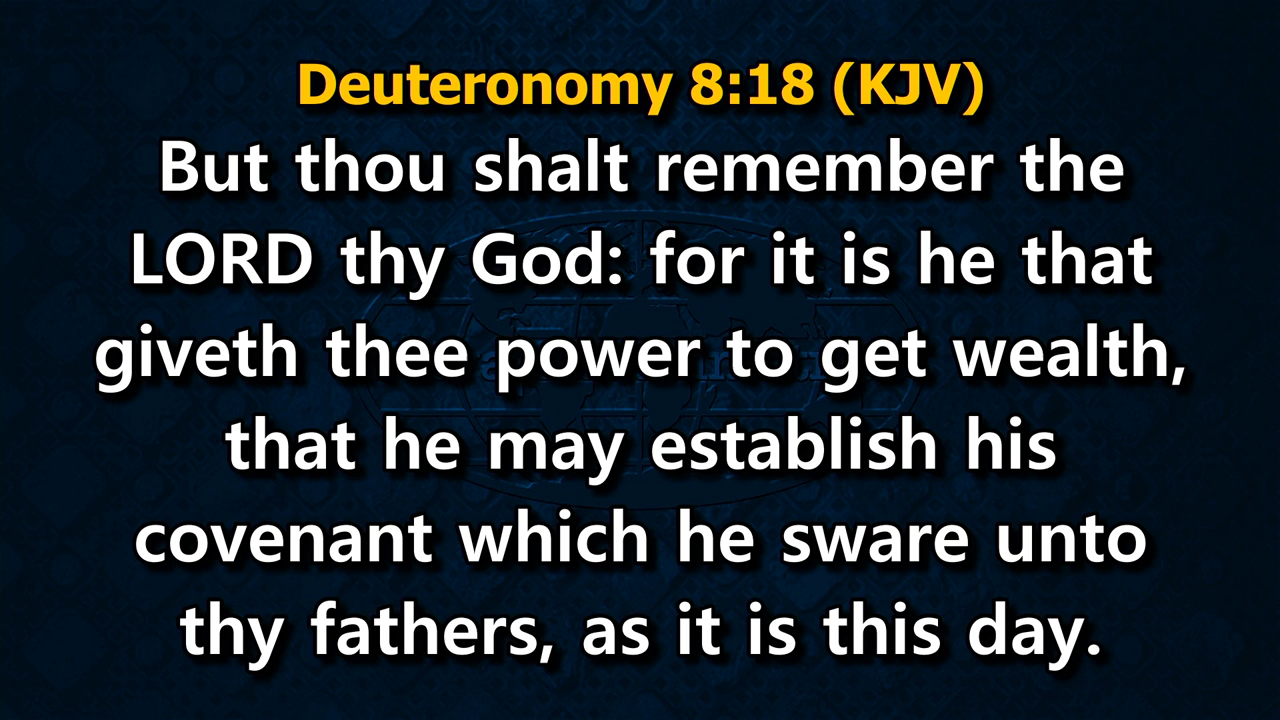 Deuteronomy 8:18 (KJV)
But thou shalt remember the
LORD thy God: for it is he that
giveth thee power to get wealth,
that he may establish his
covenant which he sware unto
thy fathers, as it is this day.